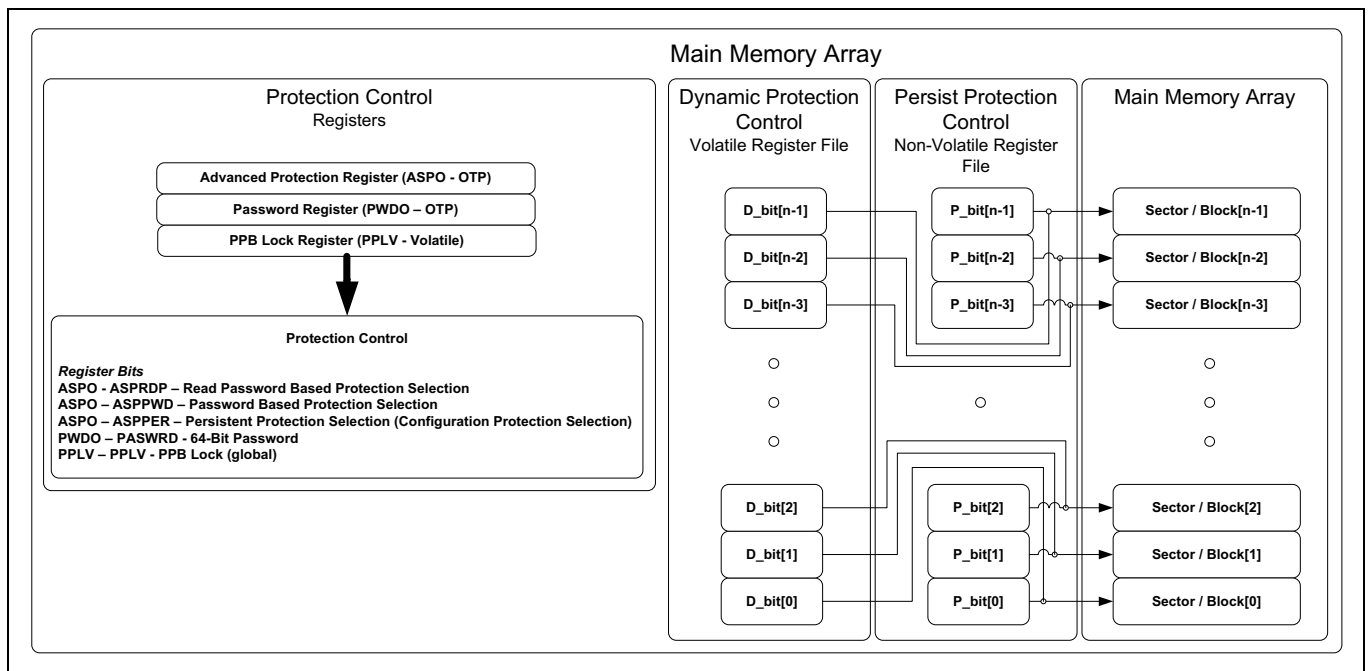 Main Memory Array
Protection Control
Registers
Advanced Protection Register (ASPO - OTP)
Password Register (PWDO – OTP)
PPB Lock Register (PPLV - Volatile)
Protection Control
Register Bits
ASPO - ASPRDP – Read Password Based Protection Selection
ASPO – ASPPWD – Password Based Protection Selection
ASPO – ASPPER – Persistent Protection Selection (Configuration Protection Selection)
PWDO – PASWRD - 64-Bit Password
PPLV – PPLV - PPB Lock (global)
Dynamic Protection
Control
Volatile Register File
D_bit[n-1]
D_bit[n-2]
D_bit[n-3]
D_bit[2]
D_bit[1]
D_bit[0]
Persist Protection
Control
Non-Volatile Register
File
P_bit[n-1]
P_bit[n-2]
P_bit[n-3]
P_bit[2]
P_bit[1]
P_bit[0]
Main Memory Array
Sector / Block[n-1]
Sector / Block[n-2]
Sector / Block[n-3]
Sector / Block[2]
Sector / Block[1]
Sector / Block[0]